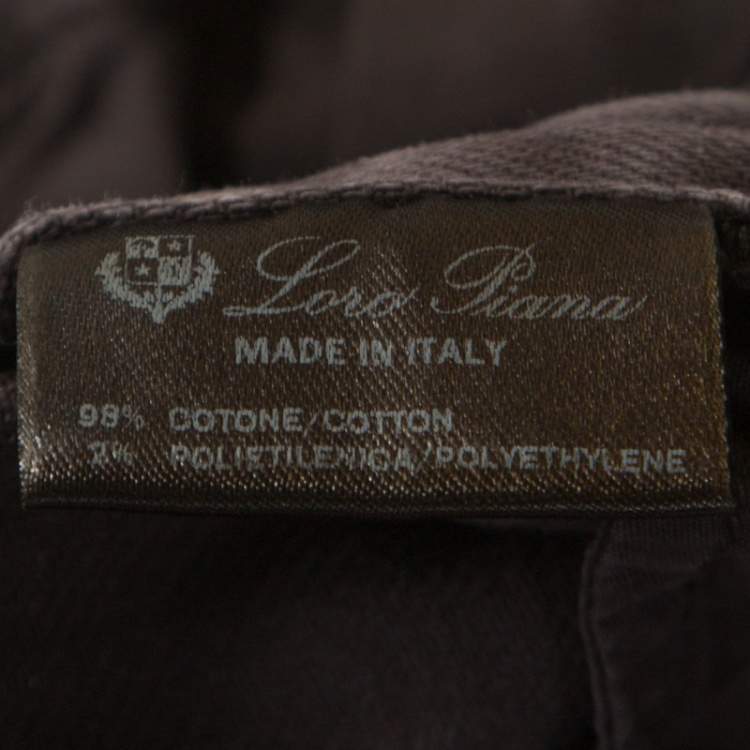 Loro Piana
MADE IN ITALY
98% COTONE/COTTON
2% POLIETILENICA/POLYETHYLENE